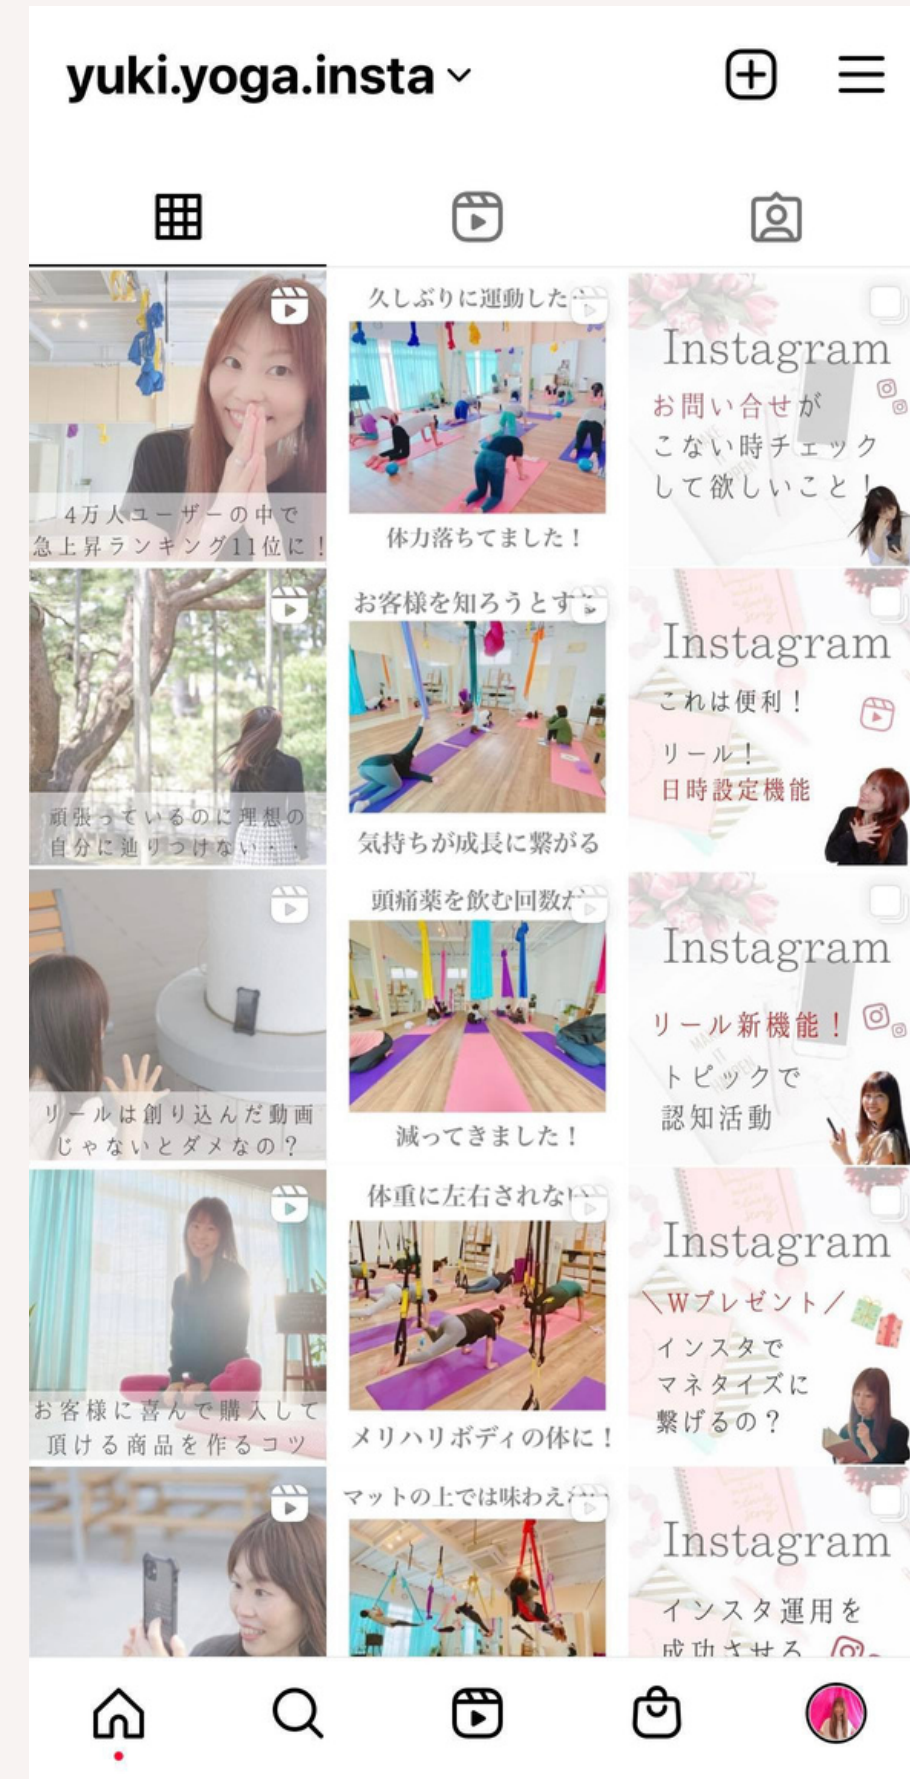 yuki.yoga.insta
4万人ユーザーの中で
急上昇ランキング11位に！
久しぶりに運動した
体力落ちてました！
Instagram
お問い合せが
こない時チェック
して欲しいこと！
頑張っているのに理想の
自分に辿りつけない・・
お客様を知ろうとす
気持ちが成長に繋がる
Instagram
これは便利！
リール！
日時設定機能
リールは創り込んだ動画
じゃないとダメなの？
頭痛薬を飲む回数が
減ってきました！
Instagram
リール新機能！
トピックで
認知活動
お客様に喜んで購入して
頂ける商品を作るコツ
体重に左右されない
メリハリボディの体に！
Instagram
＼Wプレゼント／
インスタで
マネタイズに
繋げるの？
マットの上では味わえ
Instagram
インスタ運用を
成功させる